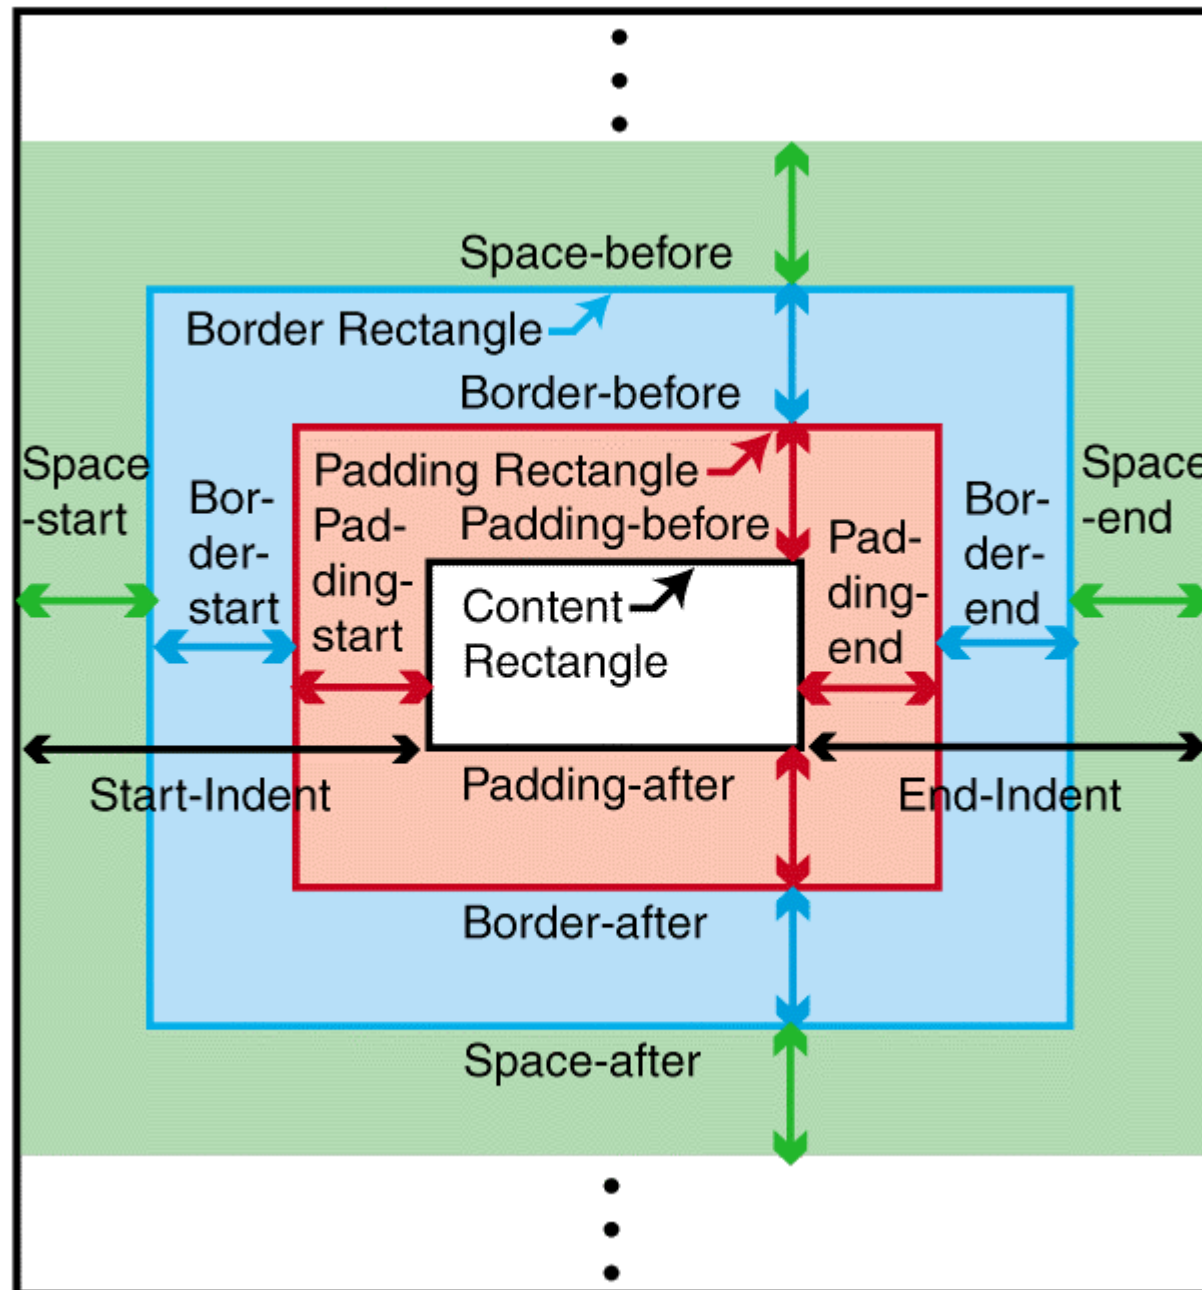 Space-before
Border Rectangle
Border-before
Space
-start
Bor-
der-
start
Padding Rectangle
Padding-before
Pad-
ding-
start
Content
Rectangle
Pad-
ding-
end
Bor-
der-
end
Space
-end
Start-Indent
Padding-after
End-Indent
Border-after
Space-after